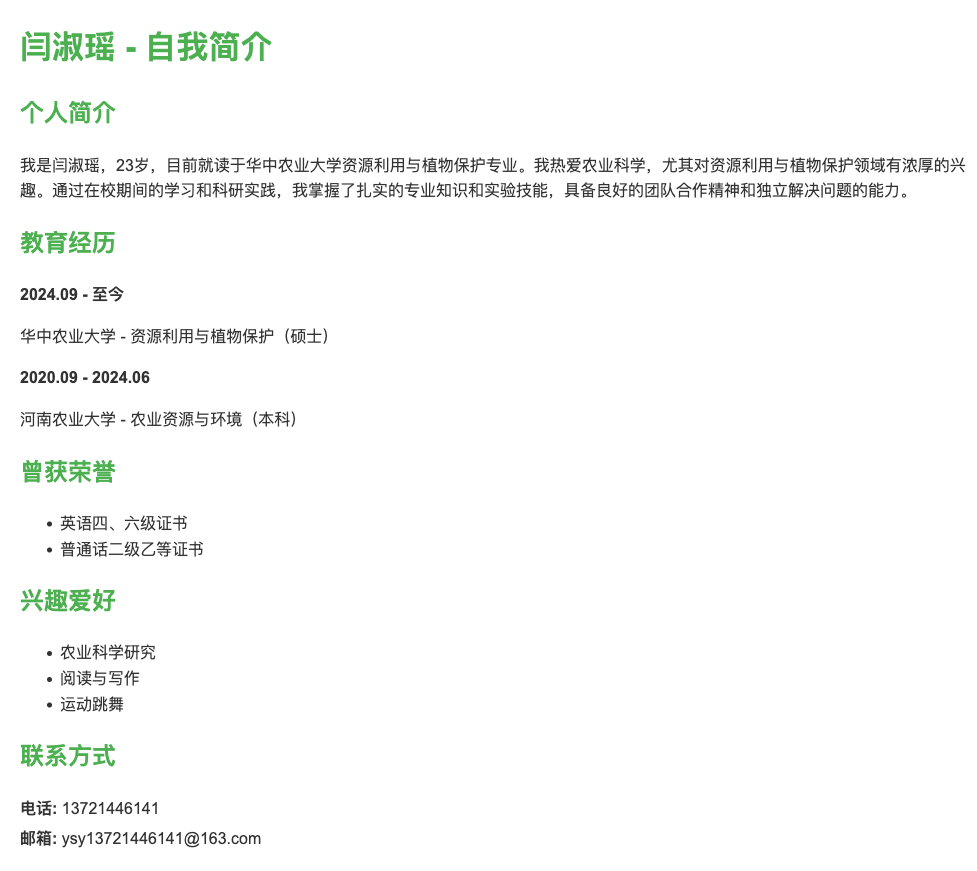 闫淑瑶 - 自我简介
个人简介
我是闫淑瑶，23岁，目前就读于华中农业大学资源利用与植物保护专业。我热爱农业科学，尤其对资源利用与植物保护领域有浓厚的兴
趣。通过在校期间的学习和科研实践，我掌握了扎实的专业知识和实验技能，具备良好的团队合作精神和独立解决问题的能力。
教育经历
2024.09 - 至今
华中农业大学 - 资源利用与植物保护（硕士）
2020.09 - 2024.06
河南农业大学 - 农业资源与环境（本科）
曾获荣誉
• 英语四、六级证书
• 普通话二级乙等证书
兴趣爱好
• 农业科学研究
• 阅读与写作
• 运动跳舞
联系方式
电话: 13721446141
邮箱: ysy13721446141@163.com